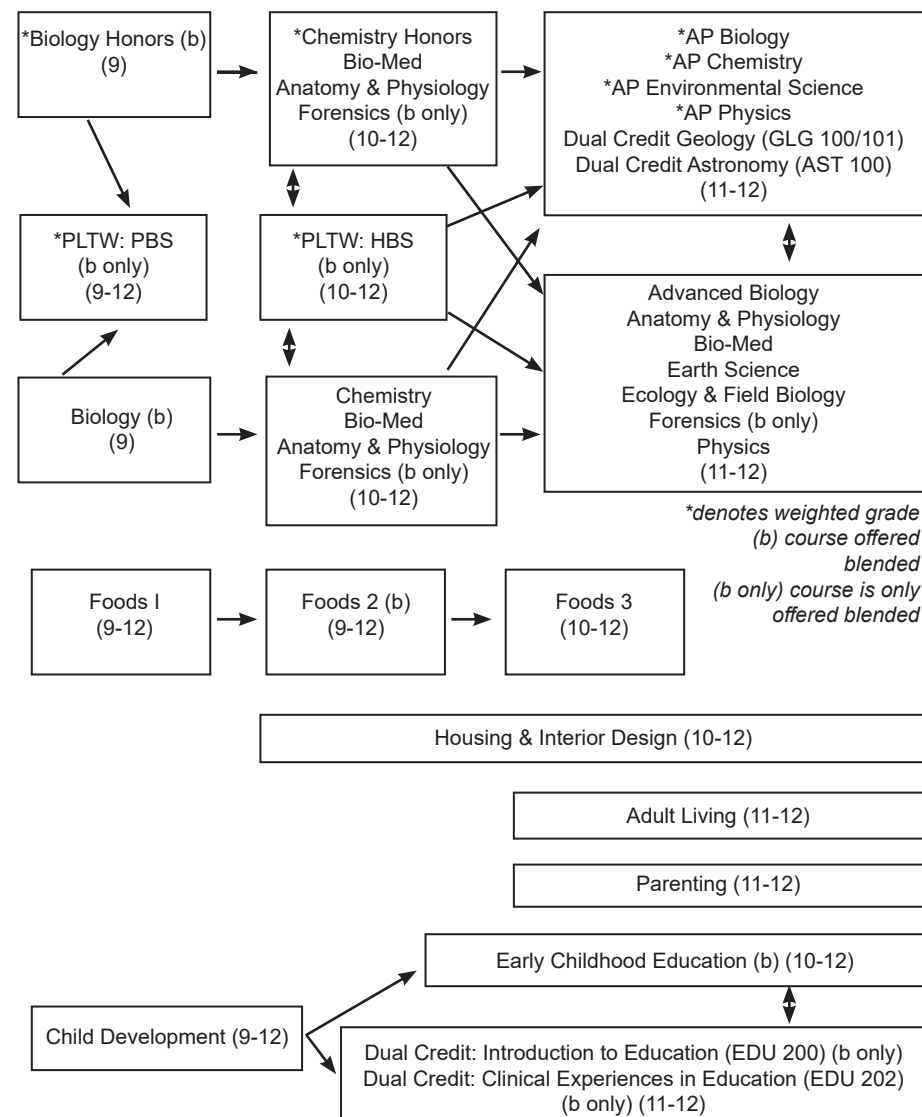 *Biology Honors (b)
(9)
*Chemistry Honors
Bio-Med
Anatomy & Physiology
Forensics (b only)
(10-12)
*AP Biology
*AP Chemistry
*AP Environmental Science
*AP Physics
Dual Credit Geology (GLG 100/101)
Dual Credit Astronomy (AST 100)
(11-12)
*PLTW: PBS
(b only)
(9-12)
*PLTW: HBS
(b only)
(10-12)
Advanced Biology
Anatomy & Physiology
Bio-Med
Earth Science
Ecology & Field Biology
Forensics (b only)
Physics
(11-12)
Biology (b)
(9)
Chemistry
Bio-Med
Anatomy & Physiology
Forensics (b only)
(10-12)
*denotes weighted grade
(b) course offered
blended
(b only) course is only
offered blended
Foods I
(9-12)
Foods 2 (b)
(9-12)
Foods 3
(10-12)
Housing & Interior Design (10-12)
Adult Living (11-12)
Parenting (11-12)
Early Childhood Education (b) (10-12)
Child Development (9-12)
Dual Credit: Introduction to Education (EDU 200) (b only)
Dual Credit: Clinical Experiences in Education (EDU 202)
(b only) (11-12)